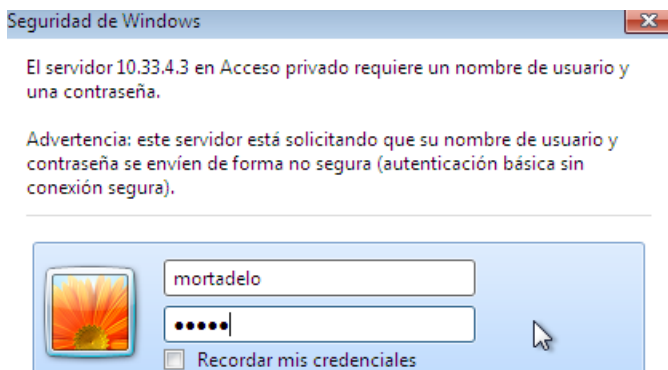 Seguridad de Windows
El servidor 10.33.4.3 en Acceso privado requiere un nombre de usuario y
una contraseña.
Advertencia: este servidor está solicitando que su nombre de usuario y
contraseña se envíen de forma no segura (autenticación básica sin
conexión segura).
mortadelo
●●●●●
Recordar mis credenciales